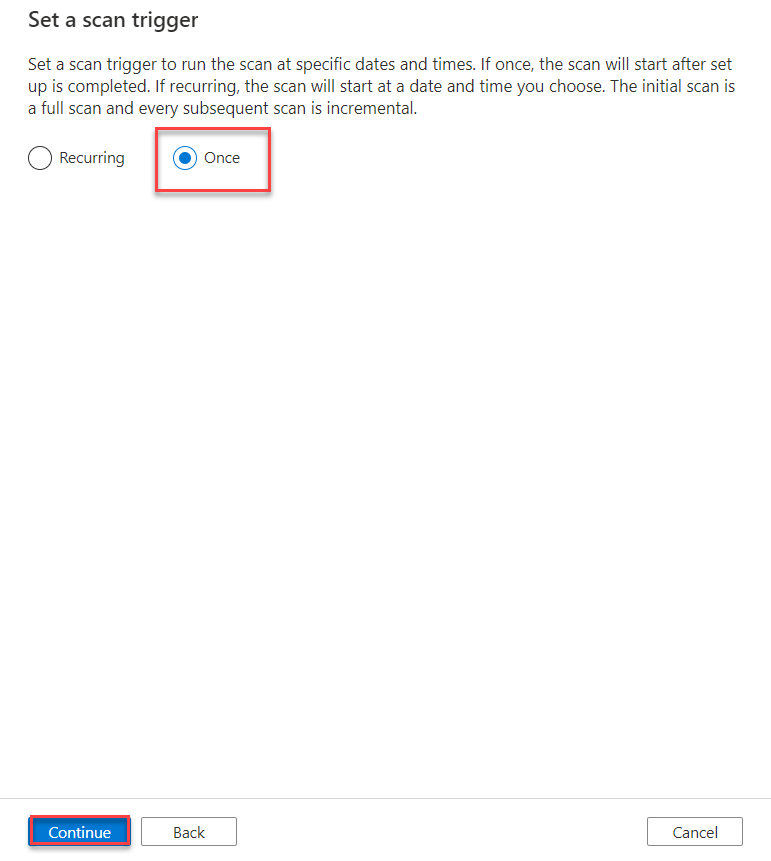 Set a scan trigger
Set a scan trigger to run the scan at specific dates and times. If once, the scan will start after set
up is completed. If recurring, the scan will start at a date and time you choose. The initial scan is
a full scan and every subsequent scan is incremental.
Recurring Once
Continue Back Cancel